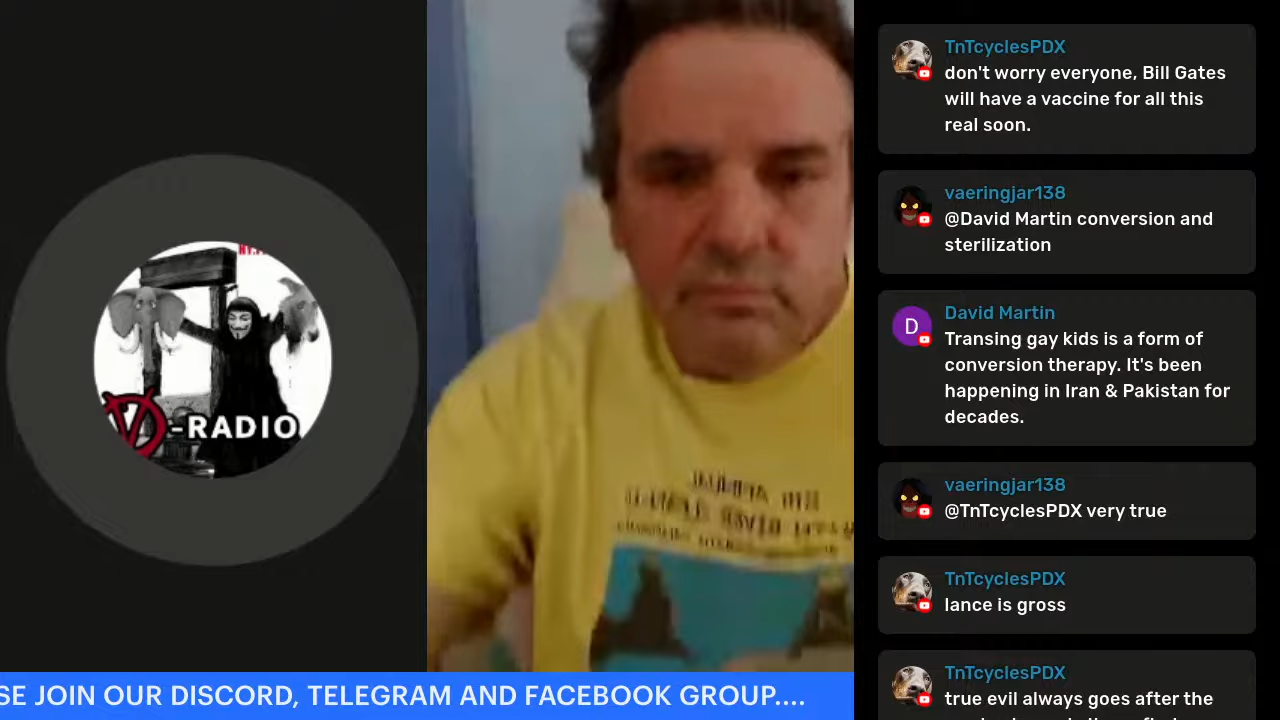 V-RADIO
SE JOIN OUR DISCORD, TELEGRAM AND FACEBOOK GROUP....
TnTcyclesPDX
don't worry everyone, Bill Gates
will have a vaccine for all this
real soon.
vaeringjar138
@David Martin conversion and
sterilization
D
David Martin
Transing gay kids is a form of
conversion therapy. It's been
happening in Iran & Pakistan for
decades.
vaeringjar138
@TnTcyclesPDX very true
TnTcyclesPDX
lance is gross
TnTcyclesPDX
true evil always goes after the